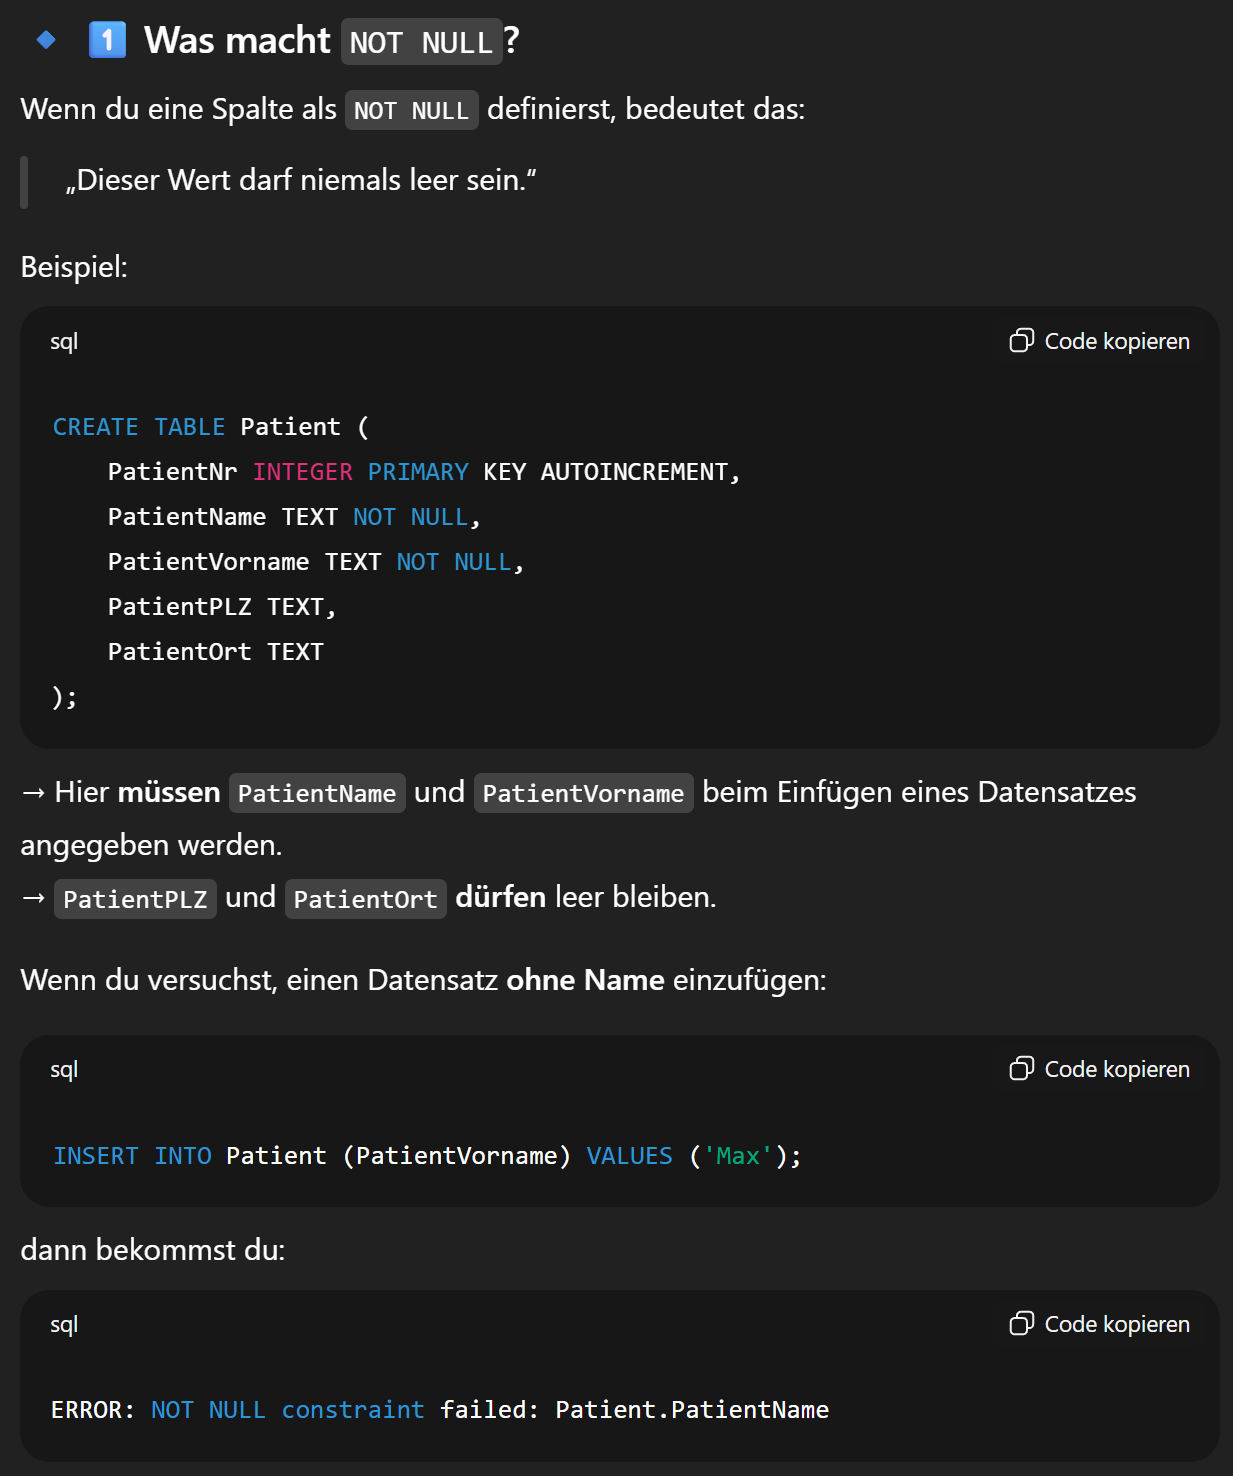 🔹 1️⃣ Was macht NOT NULL?
Wenn du eine Spalte als NOT NULL definierst, bedeutet das:
„Dieser Wert darf niemals leer sein.“
Beispiel:
sql Code kopieren
CREATE TABLE Patient (
    PatientNr INTEGER PRIMARY KEY AUTOINCREMENT,
    PatientName TEXT NOT NULL,
    PatientVorname TEXT NOT NULL,
    PatientPLZ TEXT,
    PatientOrt TEXT
);
→ Hier müssen PatientName und PatientVorname beim Einfügen eines Datensatzes
angegeben werden.
→ PatientPLZ und PatientOrt dürfen leer bleiben.
Wenn du versuchst, einen Datensatz ohne Name einzufügen:
sql Code kopieren
INSERT INTO Patient (PatientVorname) VALUES ('Max');
dann bekommst du:
sql Code kopieren
ERROR: NOT NULL constraint failed: Patient.PatientName